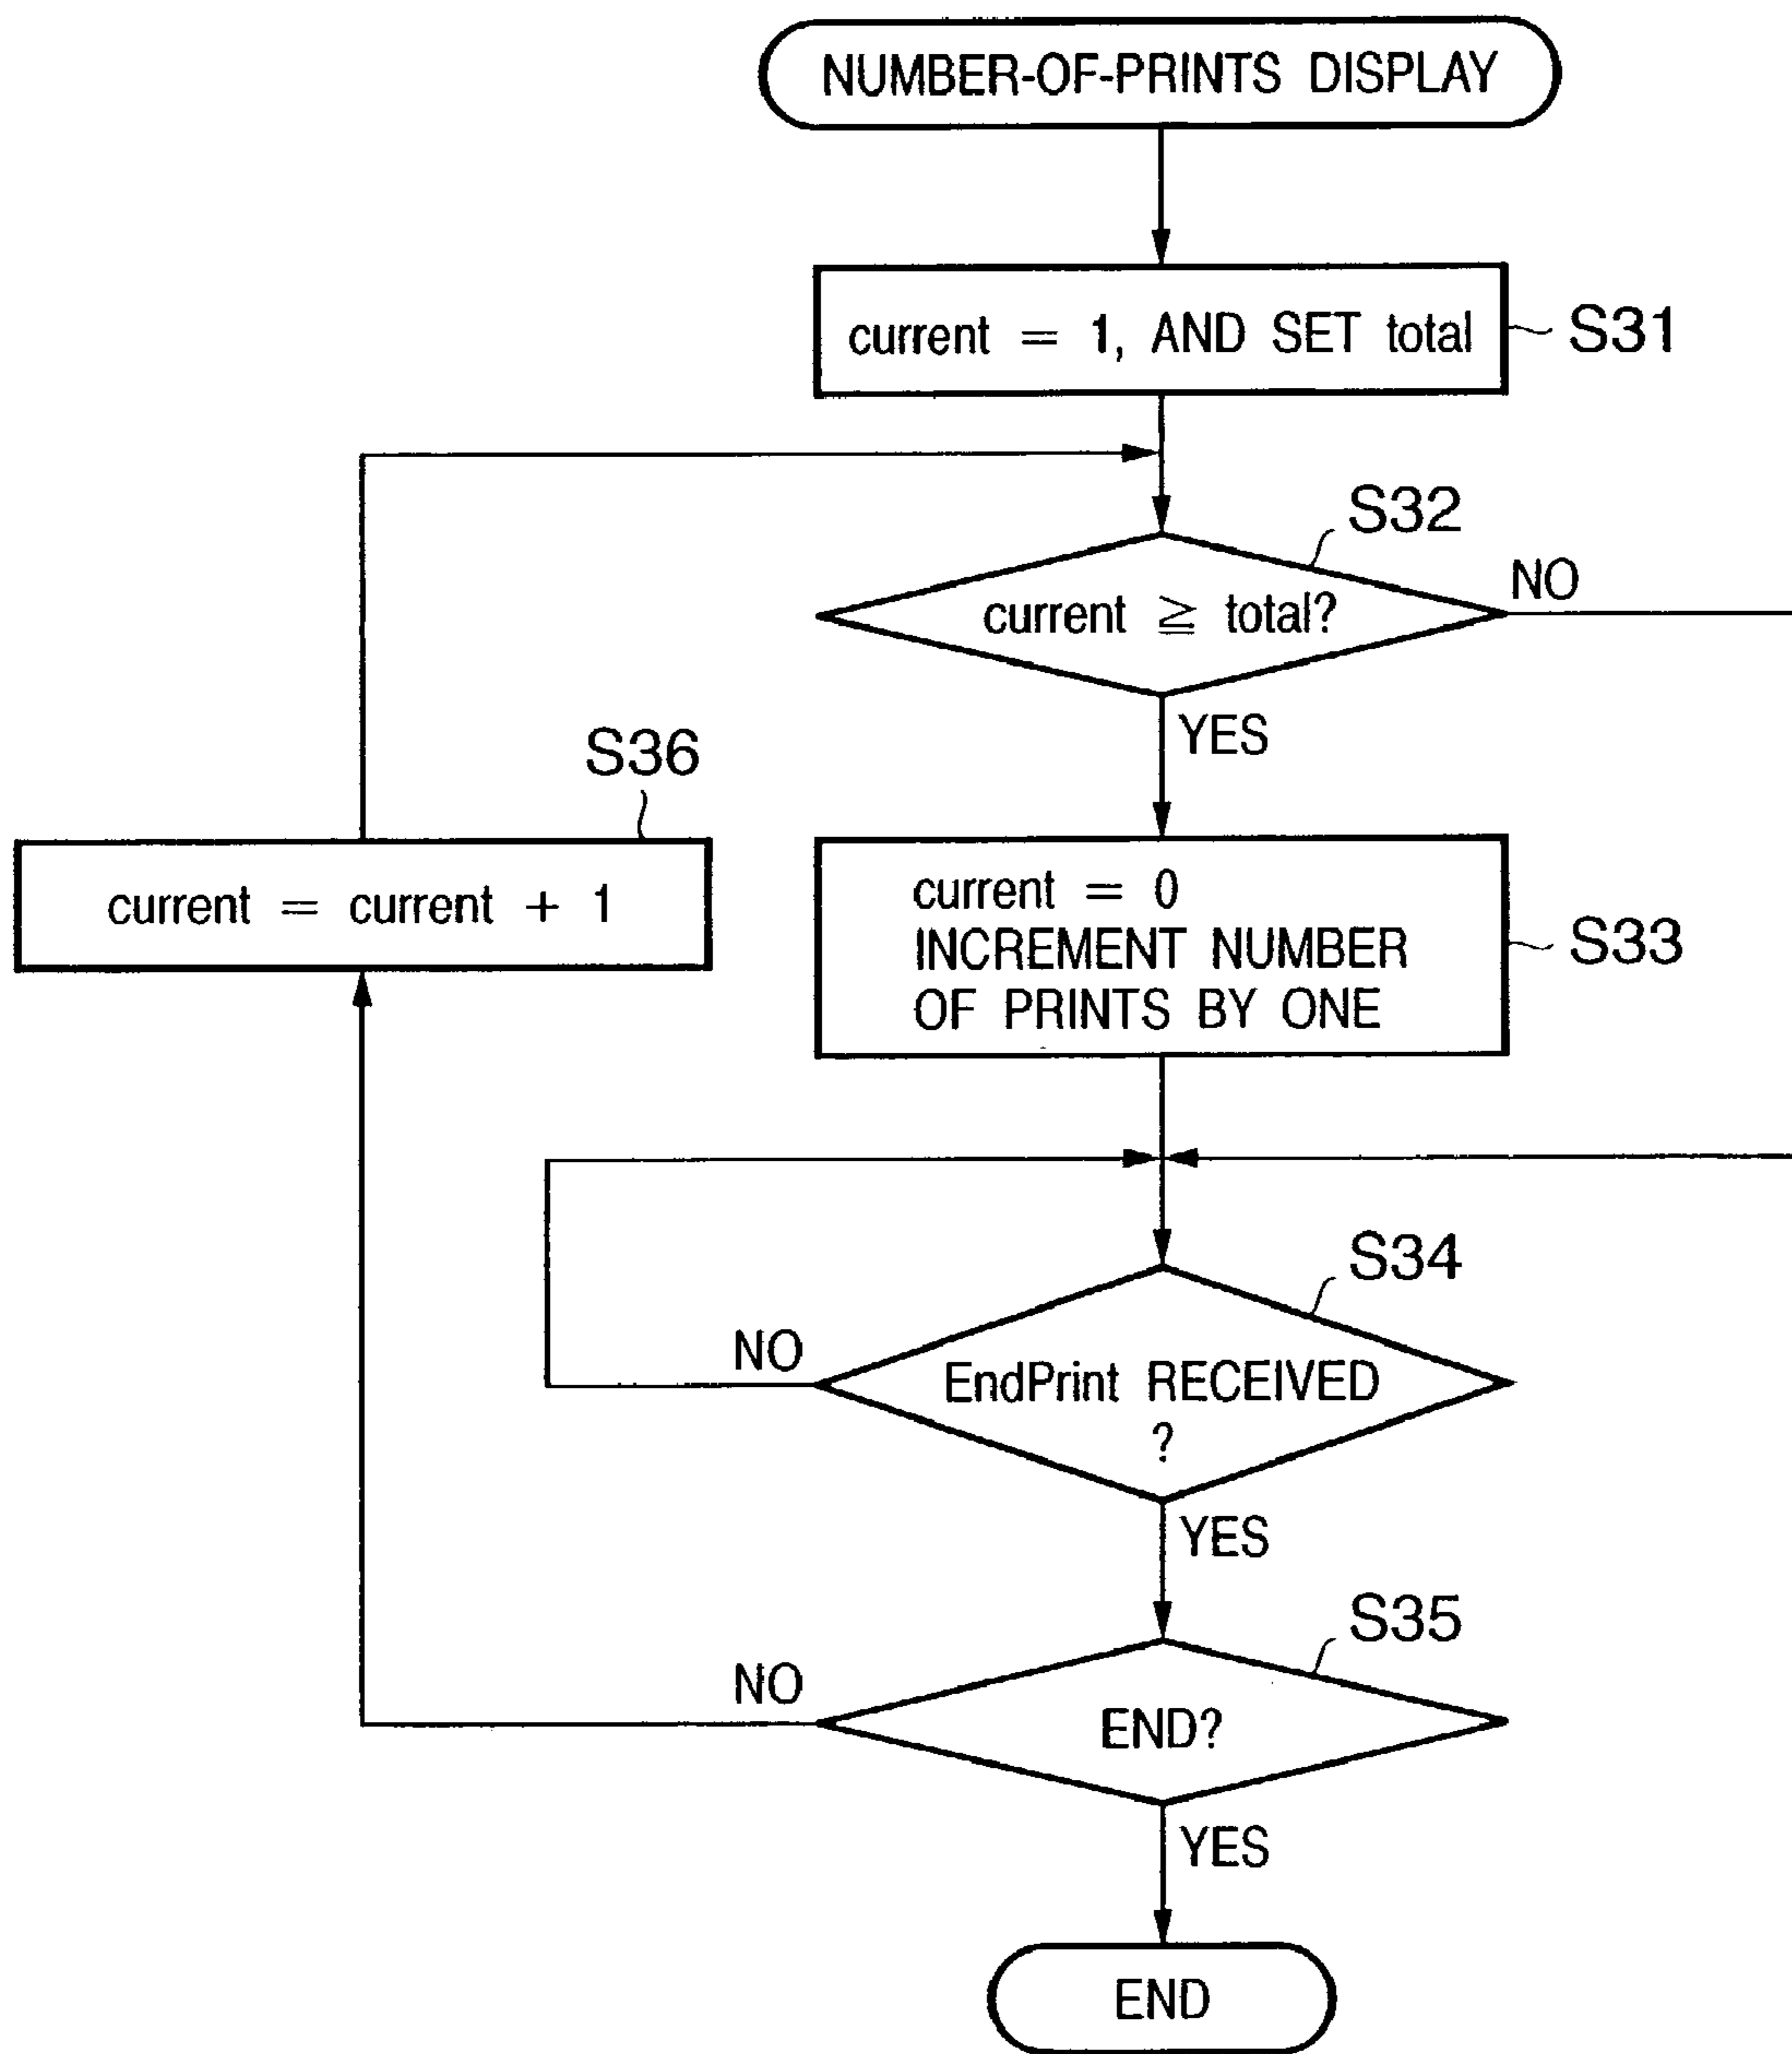 NUMBER-OF-PRINTS DISPLAY
current = 1, AND SET total
S31
S32
current ≧ total?
NO
YES
S36
current = current + 1
current = 0
INCREMENT NUMBER
OF PRINTS BY ONE
S33
S34
NO
EndPrint RECEIVED
?
YES
S35
NO
END?
YES
END